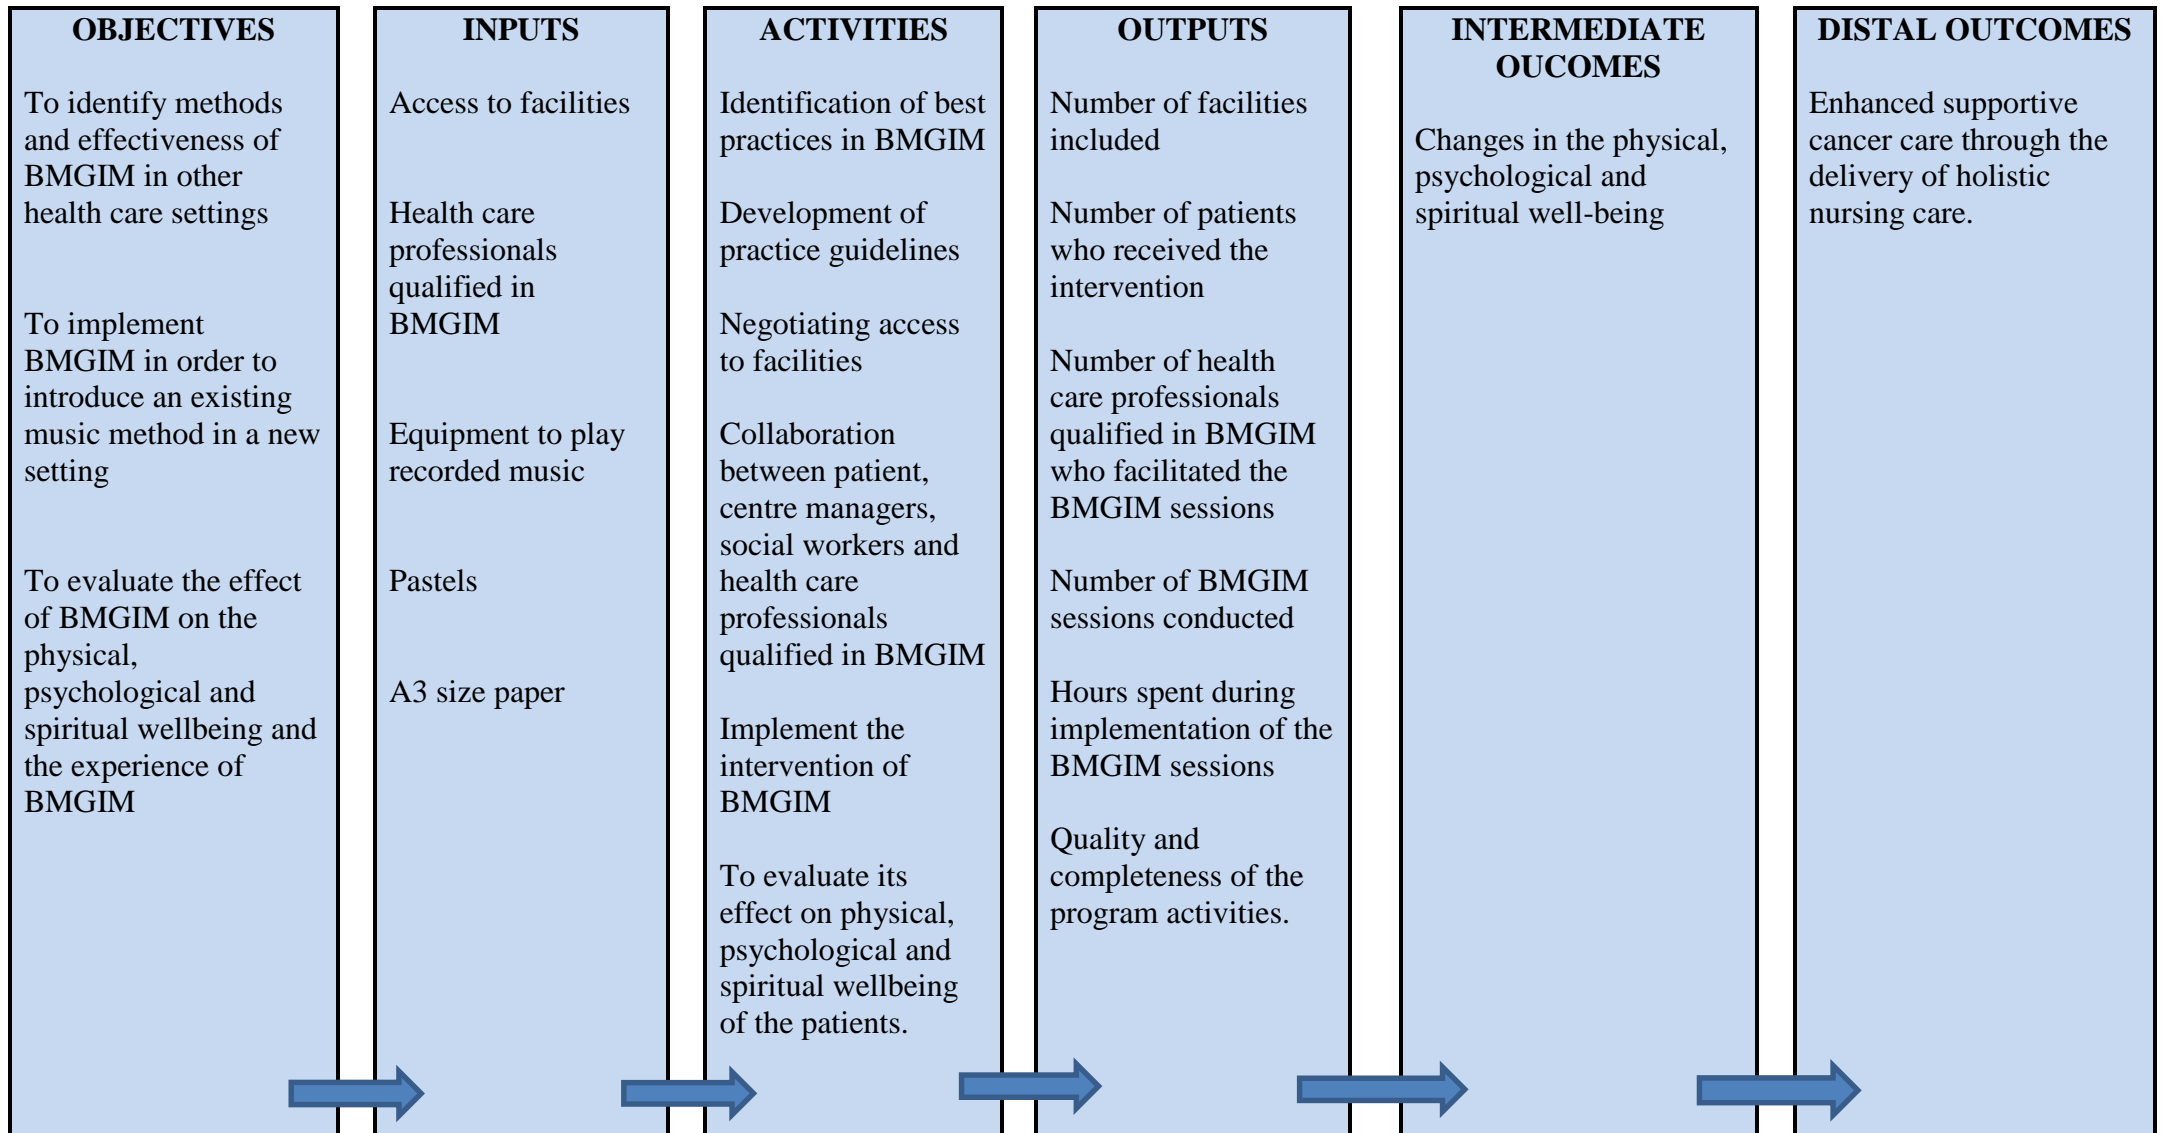 OBJECTIVES
To identify methods
and effectiveness of
BMGIM in other
health care settings
To implement
BMGIM in order to
introduce an existing
music method in a new
setting
To evaluate the effect
of BMGIM on the
physical,
psychological and
spiritual wellbeing and
the experience of
BMGIM
INPUTS
Access to facilities
Health care
professionals
qualified in
BMGIM
Equipment to play
recorded music
Pastels
A3 size paper
ACTIVITIES
Identification of best
practices in BMGIM
Development of
practice guidelines
Negotiating access
to facilities
Collaboration
between patient,
centre managers,
social workers and
health care
professionals
qualified in BMGIM
Implement the
intervention of
BMGIM
To evaluate its
effect on physical,
psychological and
spiritual wellbeing
of the patients.
OUTPUTS
Number of facilities
included
Number of patients
who received the
intervention
Number of health
care professionals
qualified in BMGIM
who facilitated the
BMGIM sessions
Number of BMGIM
sessions conducted
Hours spent during
implementation of the
BMGIM sessions
Quality and
completeness of the
program activities.
INTERMEDIATE
OUCOMES
Changes in the physical,
psychological and
spiritual well-being
DISTAL OUTCOMES
Enhanced supportive
cancer care through the
delivery of holistic
nursing care.